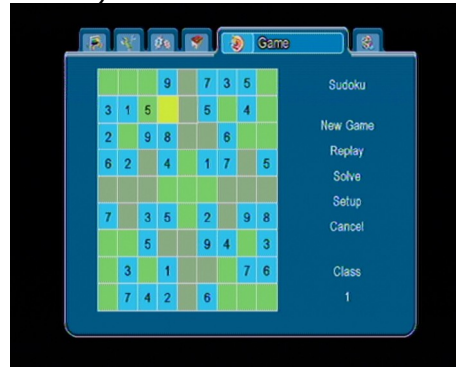 Game
9 7 3 5
3 1 5 5 4
2 9 8 6
6 2 4 1 7 5
7 3 5 2 9 8
5 9 4 3
3 1 7 6
7 4 2 6
Sudoku
New Game
Replay
Solve
Setup
Cancel
Class
1